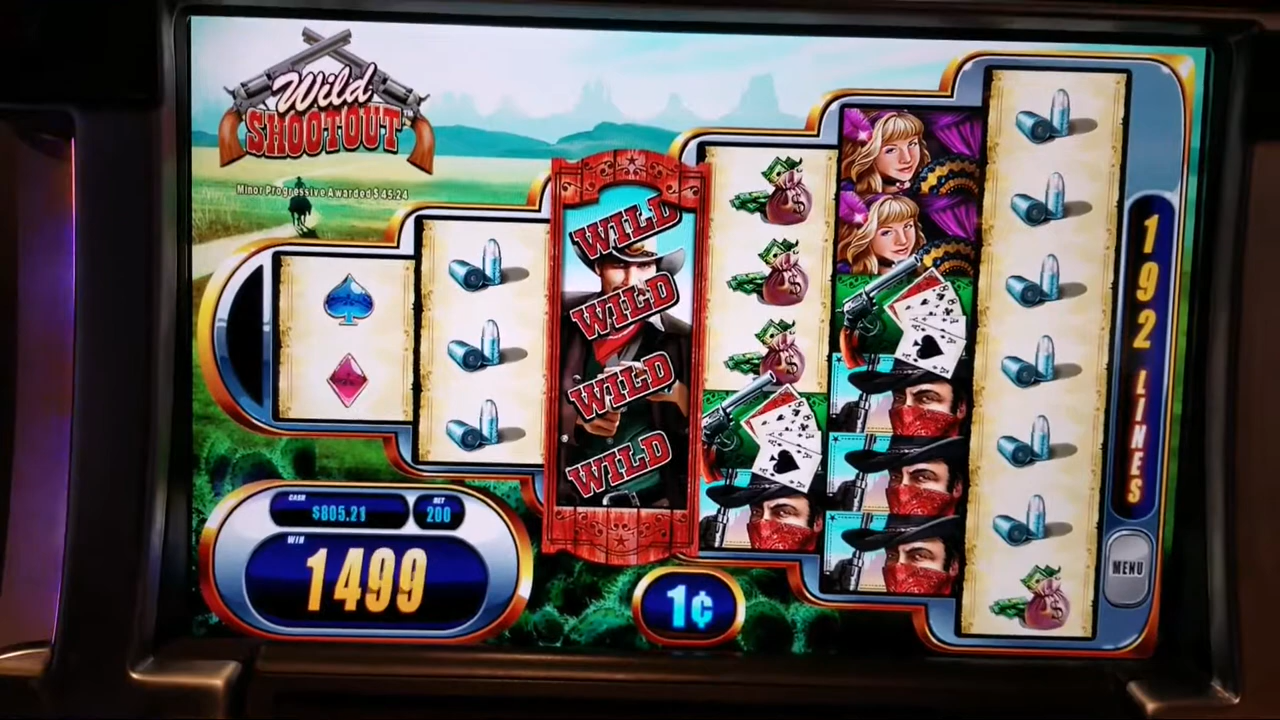 Wild
SHOOTOUT™
Minor Progressive Awarded $45.24
WILD
WILD
WILD
WILD
$
$
$
192 LINES
CASH
$805.21
BET
200
WIN
1499
1¢
MENU
$